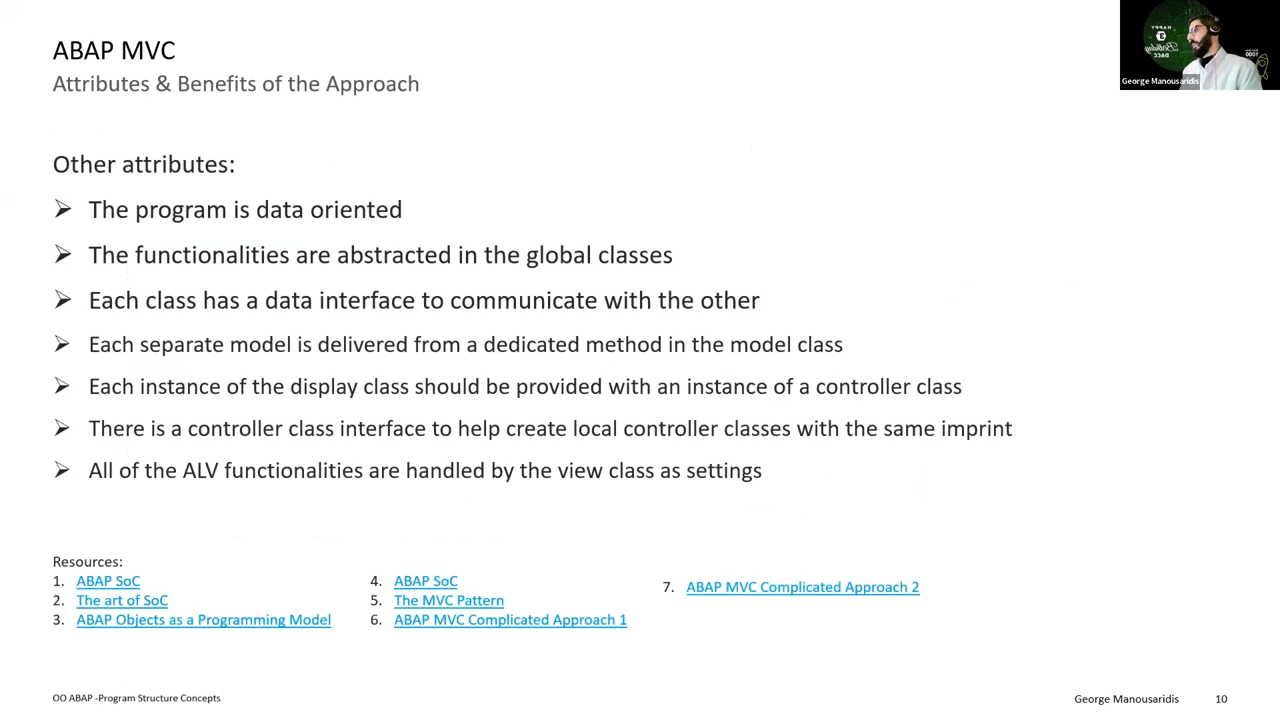 ABAP MVC
Attributes & Benefits of the Approach
George Manousaridis
Other attributes:
The program is data oriented
The functionalities are abstracted in the global classes
Each class has a data interface to communicate with the other
Each separate model is delivered from a dedicated method in the model class
Each instance of the display class should be provided with an instance of a controller class
There is a controller class interface to help create local controller classes with the same imprint
All of the ALV functionalities are handled by the view class as settings
Resources:
1. ABAP SoC
2. The art of SoC
3. ABAP Objects as a Programming Model
4. ABAP SoC
5. The MVC Pattern
6. ABAP MVC Complicated Approach 1
7. ABAP MVC Complicated Approach 2
OO ABAP -Program Structure Concepts
George Manousaridis
10